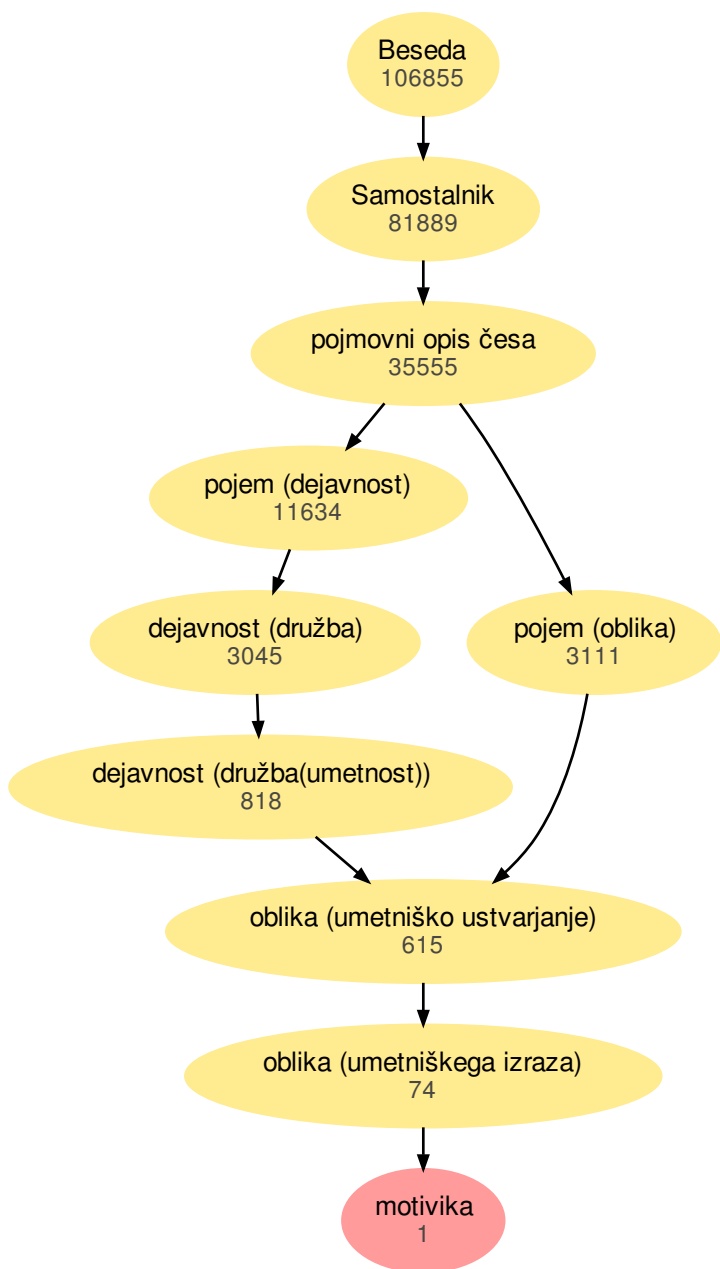 Beseda
106855
Samostalnik
81889
pojmovni opis česa
35555
pojem (dejavnost)
11634
dejavnost (družba)
3045
pojem (oblika)
3111
dejavnost (družba(umetnost))
818
oblika (umetniško ustvarjanje)
615
oblika (umetniškega izraza)
74
motivika
1